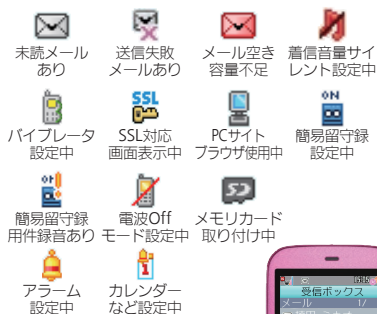 未読メール
あり
送信失敗
メールあり
メール空き
容量不足
着信音量サイ
レント設定中
SSL
バイブレータ
設定中
SSL対応
画面表示中
PCサイト
ブラウザ使用中
ON
簡易留守録
設定中
簡易留守録
用件録音あり
電波Off
モード設定中
メモリカード
取り付け中
アラーム
設定中
カレンダー
など設定中
受信ボックス
メール 1/